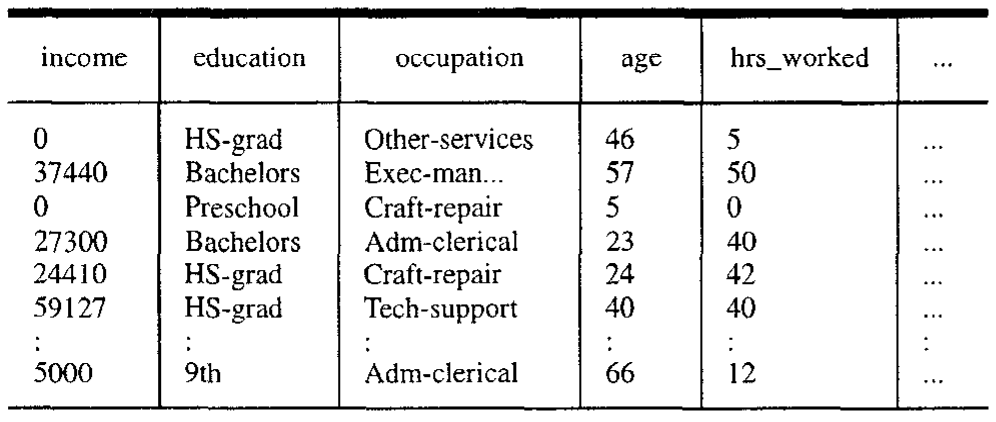 income education occupation age hrs_worked ...
0 HS-grad Other-services 46 5 ...
37440 Bachelors Exec-man... 57 50 ...
0 Preschool Craft-repair 5 0 ...
27300 Bachelors Adm-clerical 23 40 ...
24410 HS-grad Craft-repair 24 42 ...
59127 HS-grad Tech-support 40 40 ...
: : : : : :
5000 9th Adm-clerical 66 12 ...